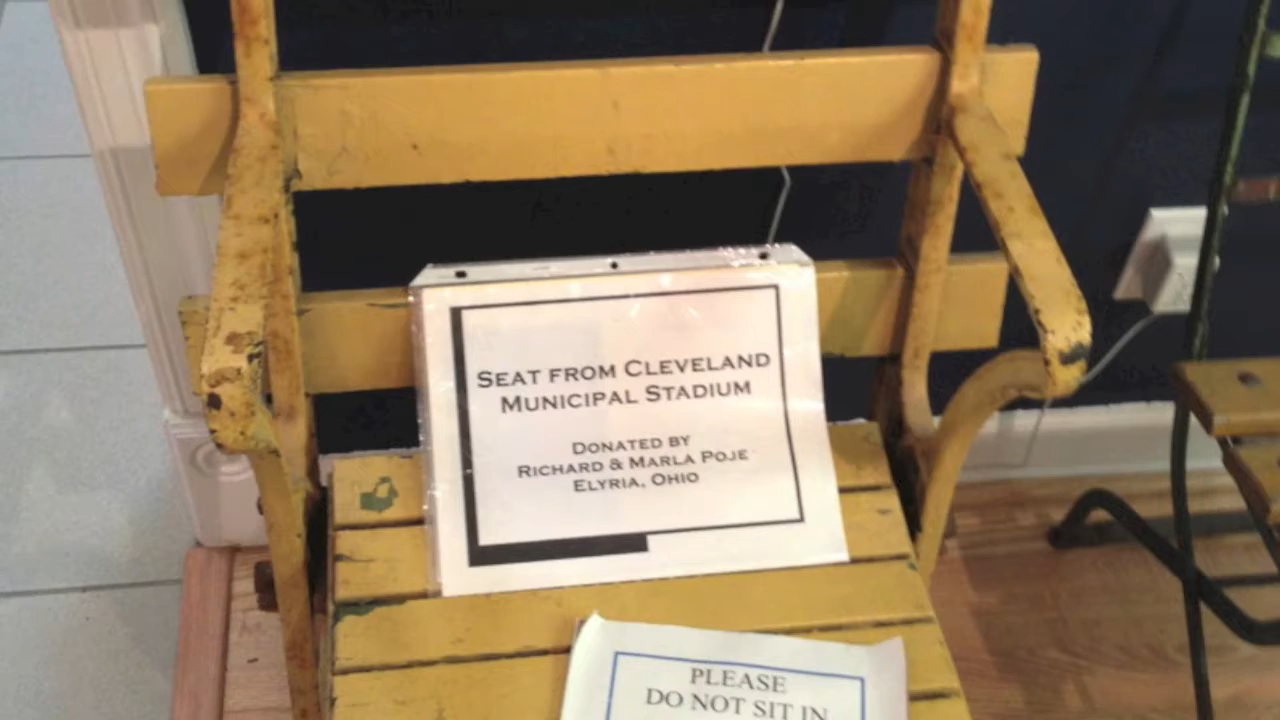 SEAT FROM CLEVELAND
MUNICIPAL STADIUM
DONATED BY
RICHARD & MARLA POJE
ELYRIA, OHIO
PLEASE
DO NOT SIT IN